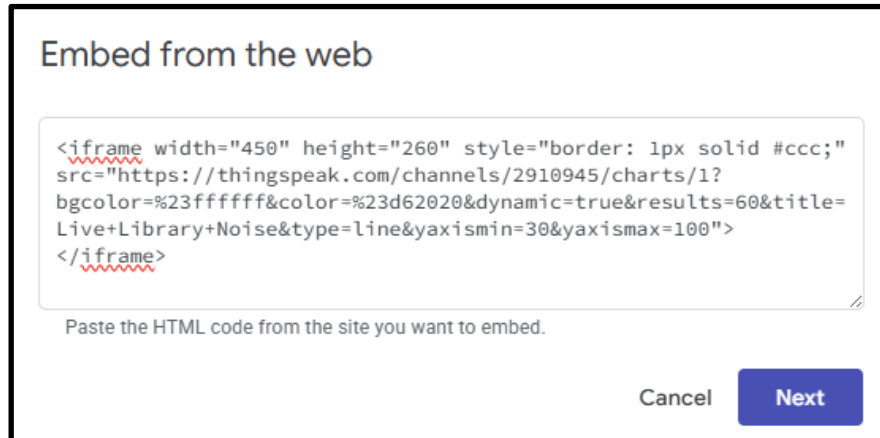 Embed from the web
<iframe width="450" height="260" style="border: 1px solid #ccc;"
src="https://thingspeak.com/channels/2910945/charts/1?
bgcolor=%23ffffff&color=%23d62020&dynamic=true&results=60&title=
Live+Library+Noise&type=line&yaxismin=30&yaxismax=100">
</iframe>
Paste the HTML code from the site you want to embed.
Cancel Next